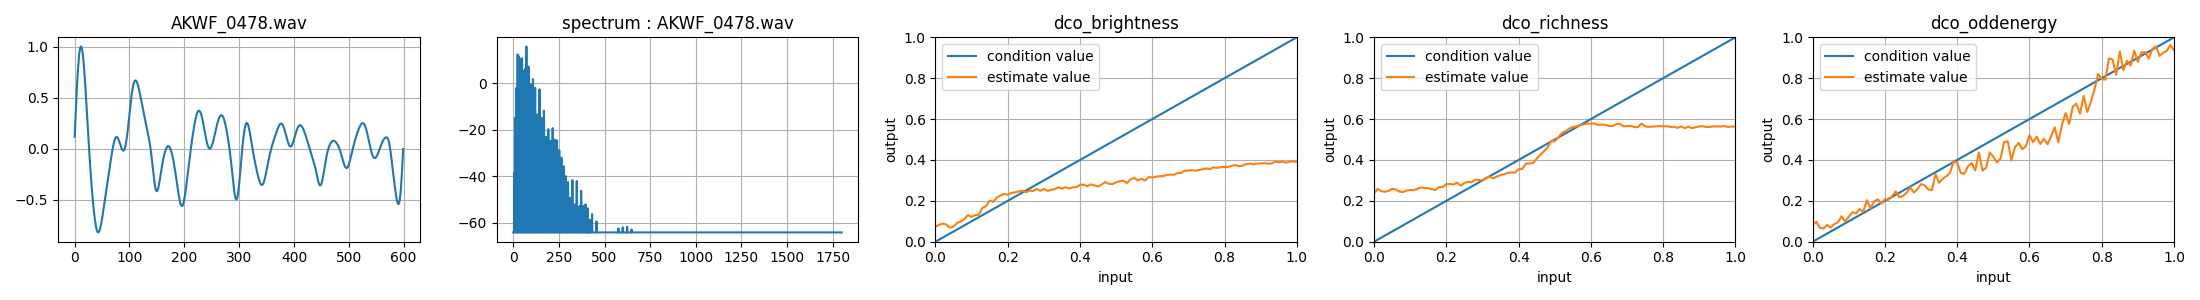 AKWF_0478.wav
1.0
0.5
0.0
−0.5
0 100 200 300 400 500 600
spectrum : AKWF_0478.wav
0
−20
−40
−60
0 250 500 750 1000 1250 1500 1750
dco_brightness
condition value
estimate value
output
1.0
0.8
0.6
0.4
0.2
0.0
0.0 0.2 0.4 0.6 0.8 1.0
input
dco_richness
condition value
estimate value
output
1.0
0.8
0.6
0.4
0.2
0.0
0.0 0.2 0.4 0.6 0.8 1.0
input
dco_oddenergy
condition value
estimate value
output
1.0
0.8
0.6
0.4
0.2
0.0
0.0 0.2 0.4 0.6 0.8 1.0
input